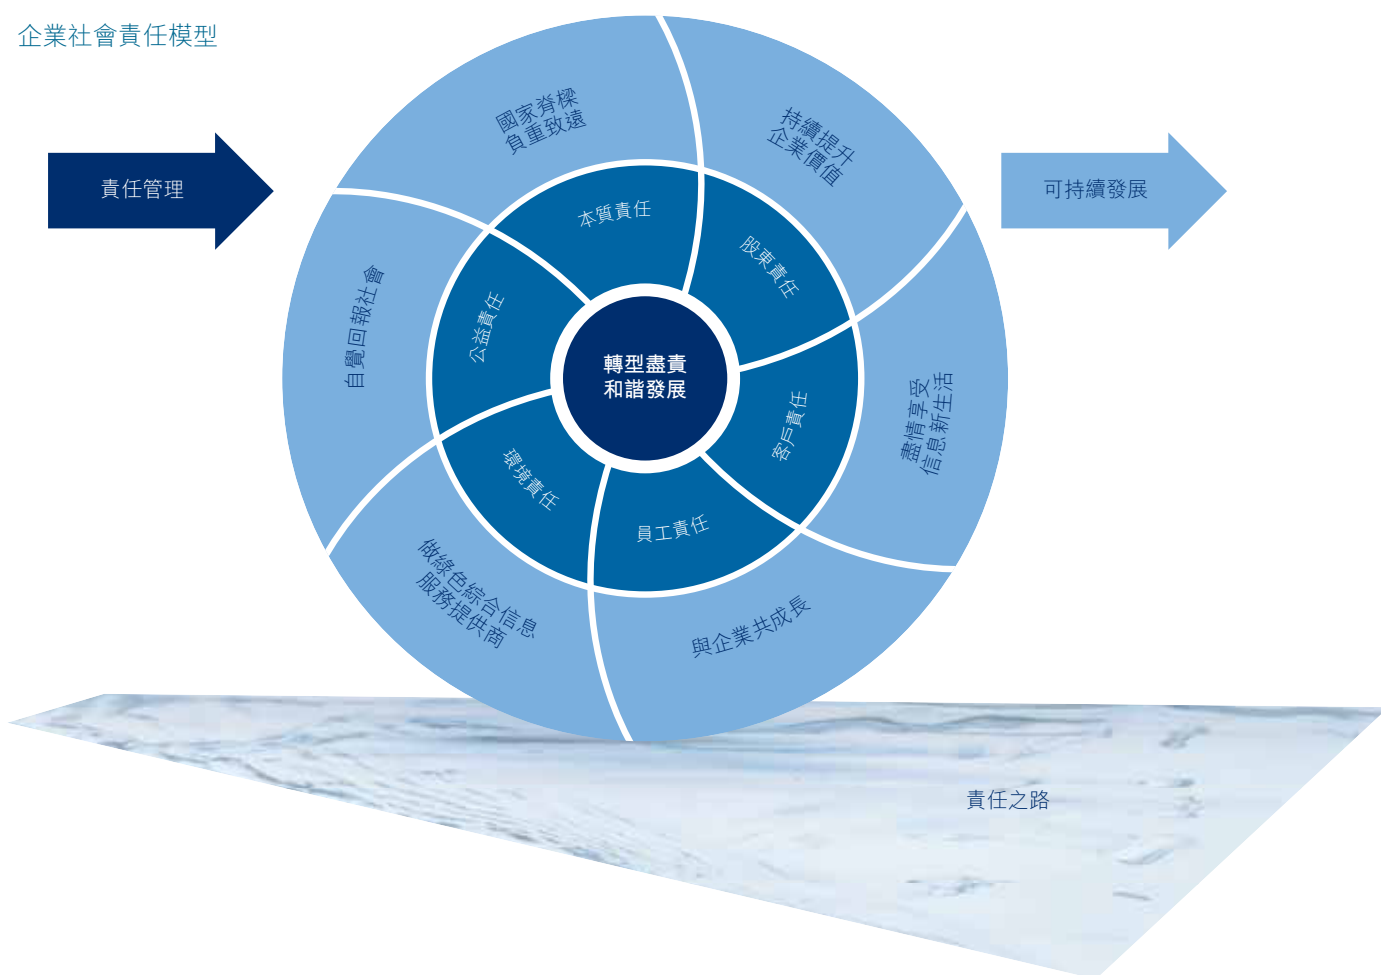 企業社會責任模型
國家脊樑
負重致遠
持續提升
企業價值
責任管理
可持續發展
本質責任
股東責任
自覺回報社會
公益責任
轉型盡責
和諧發展
客戶責任
盡情享受
信息新生活
環境責任
員工責任
做綠色綜合信息
服務提供商
與企業共成長
責任之路